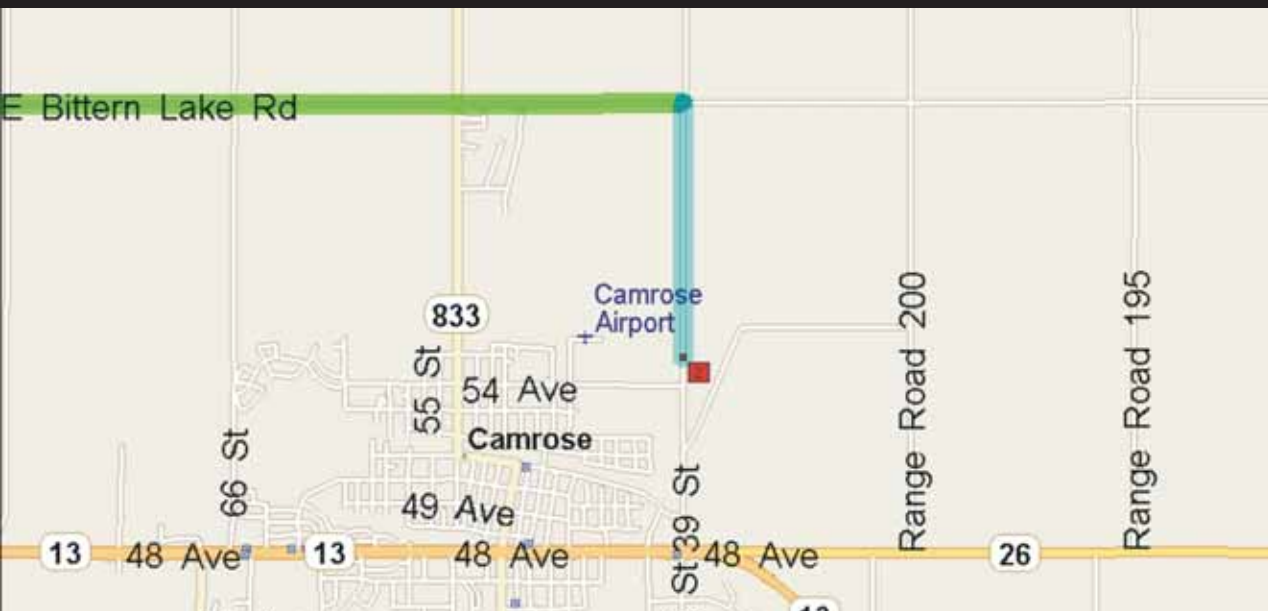 E Bittern Lake Rd
Camrose
Airport
833
55 St
54 Ave
Camrose
66 St
49 Ave
39 St
St
Range Road 200
Range Road 195
13
48 Ave
13
48 Ave
48 Ave
26